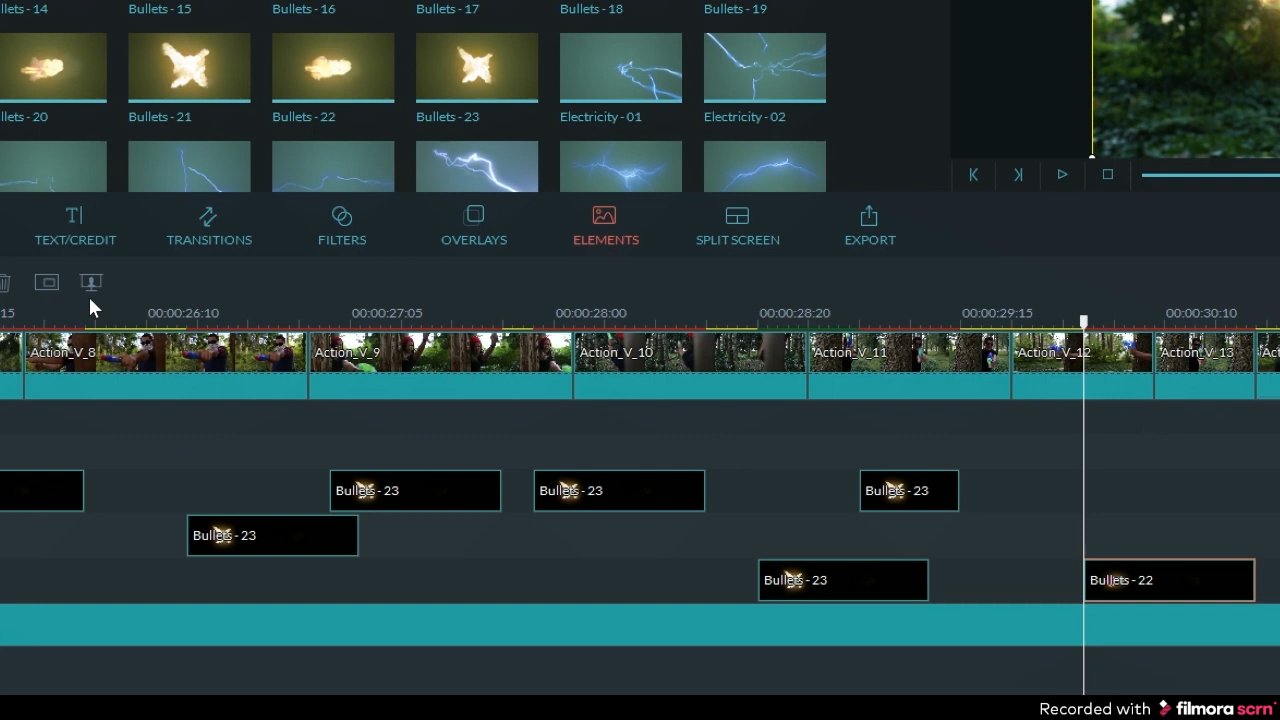 llets - 14 Bullets - 15 Bullets - 16 Bullets - 17 Bullets - 18 Bullets - 19
llets - 20 Bullets - 21 Bullets - 22 Bullets - 23 Electricity - 01 Electricity - 02
TEXT/CREDIT TRANSITIONS FILTERS OVERLAYS ELEMENTS SPLIT SCREEN EXPORT
15 00:00:26:10 00:00:27:05 00:00:28:00 00:00:28:20 00:00:29:15 00:00:30:10
Action_V_8 Action_V_9 Action_V_10 Action_V_11 Action_V_12 Action_V_13 Act
Bullets - 23 Bullets - 23 Bullets - 23
Bullets - 23
Bullets - 23 Bullets - 22
Recorded with filmora scrn